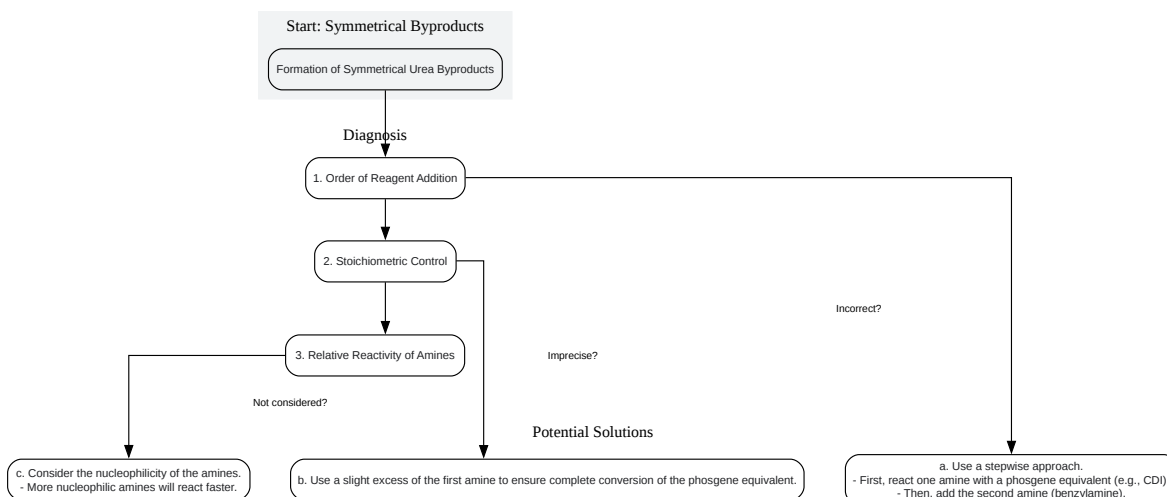 Start: Symmetrical Byproducts
Formation of Symmetrical Urea Byproducts
Diagnosis
1. Order of Reagent Addition
2. Stoichiometric Control
Incorrect?
3. Relative Reactivity of Amines
Imprecise?
Not considered?
Potential Solutions
c. Consider the nucleophilicity of the amines.
- More nucleophilic amines will react faster.
b. Use a slight excess of the first amine to ensure complete conversion of the phosgene equivalent.
a. Use a stepwise approach.
- First, react one amine with a phosgene equivalent (e.g., CDI)
- Then, add the second amine (benzylamine).